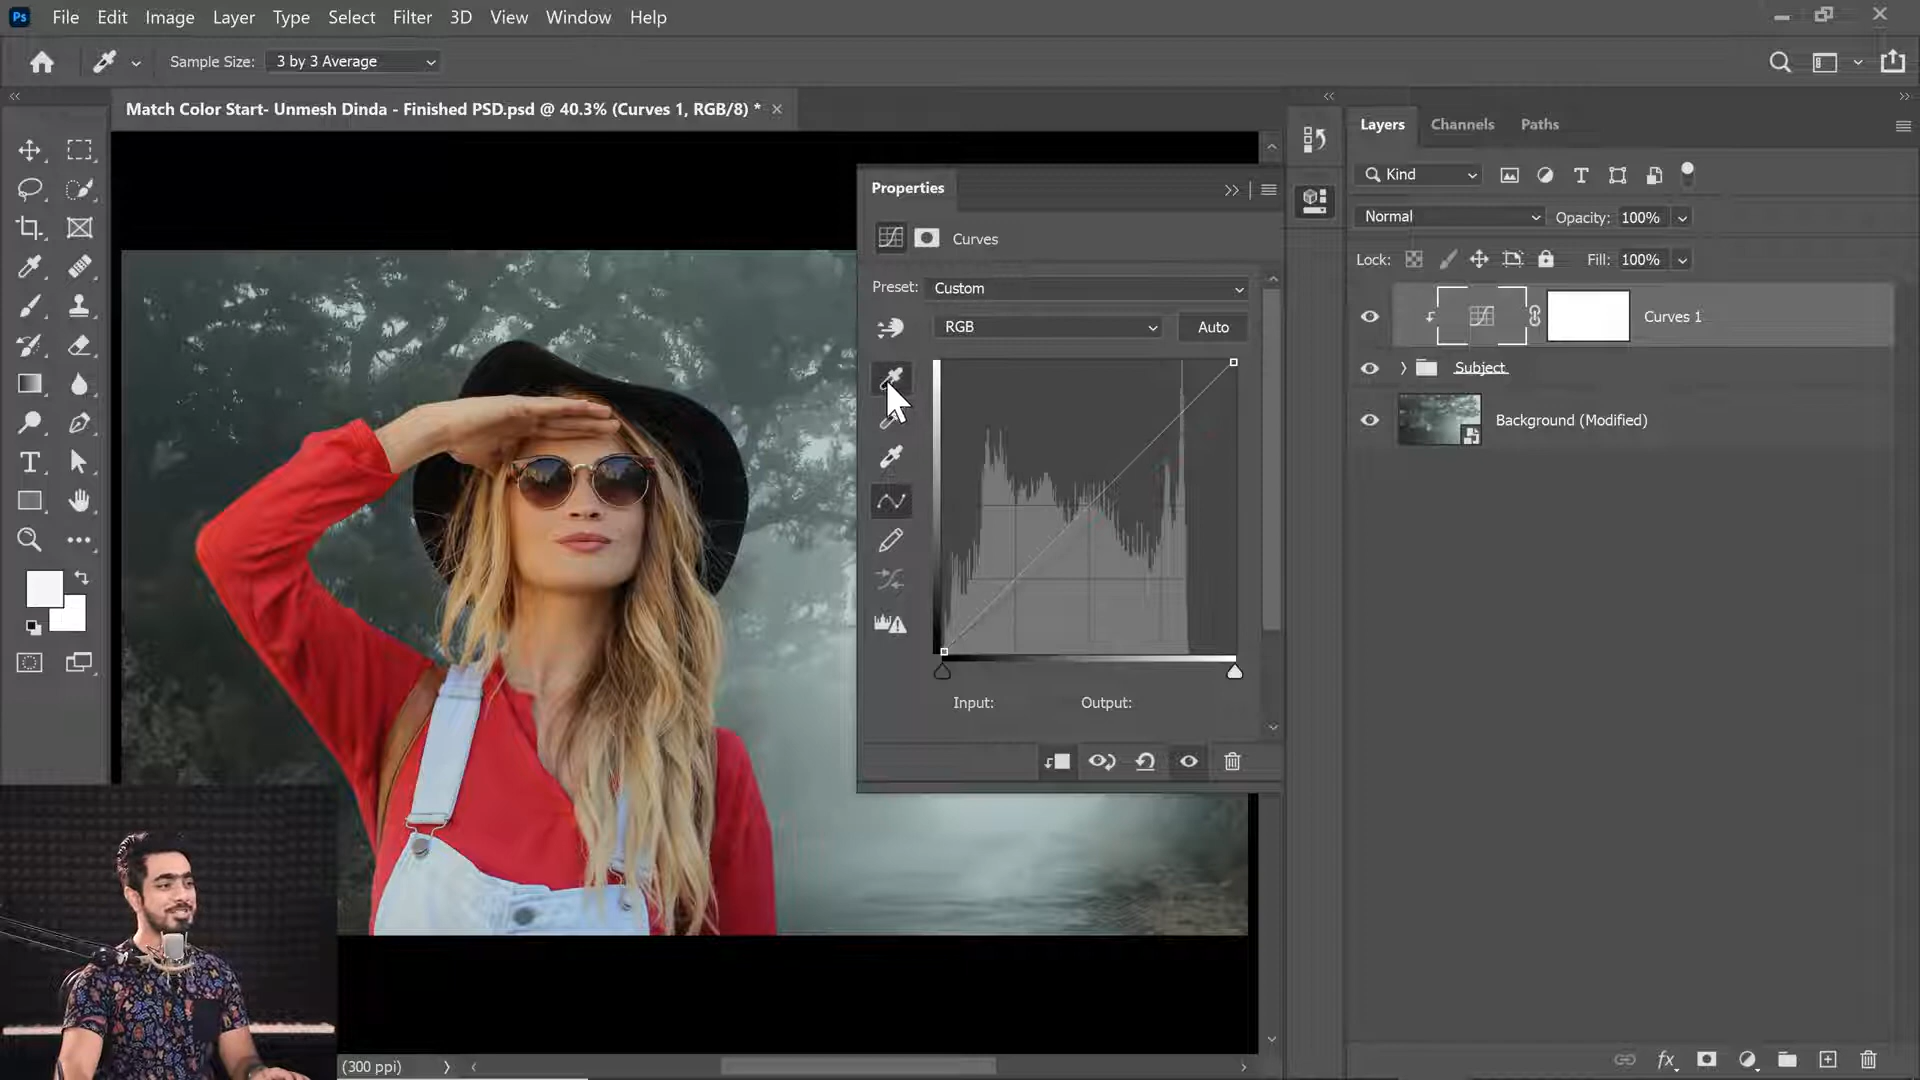 Ps File Edit Image Layer Type Select Filter 3D View Window Help
Sample Size: 3 by 3 Average
Match Color Start- Unmesh Dinda - Finished PSD.psd @ 40.3% (Curves 1, RGB/8) *
Layers Channels Paths
Kind
Normal Opacity: 100%
Lock: Fill: 100%
Curves 1
Subject
Background (Modified)
Properties
Curves
Preset: Custom
RGB Auto
Input: Output:
(300 ppi)
fx